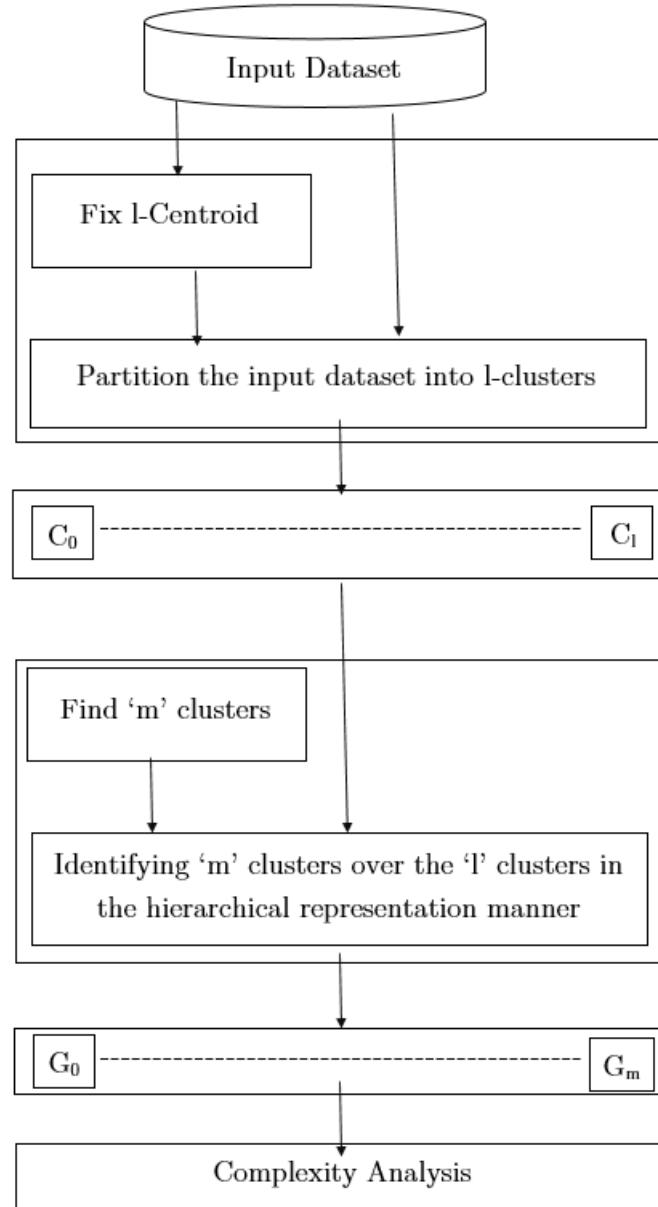 Input Dataset
Fix l-Centroid
Partition the input dataset into l-clusters
C₀ Cₗ
Find ‘m’ clusters
Identifying ‘m’ clusters over the ‘l’ clusters in
the hierarchical representation manner
G₀ Gₘ
Complexity Analysis